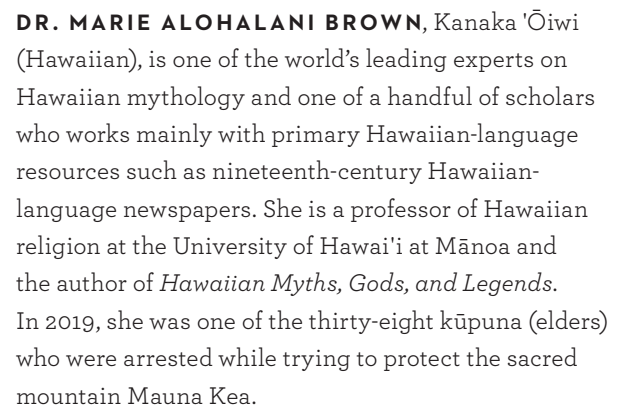 DR. MARIE ALOHALANI BROWN, Kanaka 'Ōiwi
(Hawaiian), is one of the world’s leading experts on
Hawaiian mythology and one of a handful of scholars
who works mainly with primary Hawaiian-language
resources such as nineteenth-century Hawaiian-
language newspapers. She is a professor of Hawaiian
religion at the University of Hawai'i at Mānoa and
the author of Hawaiian Myths, Gods, and Legends.
In 2019, she was one of the thirty-eight kūpuna (elders)
who were arrested while trying to protect the sacred
mountain Mauna Kea.